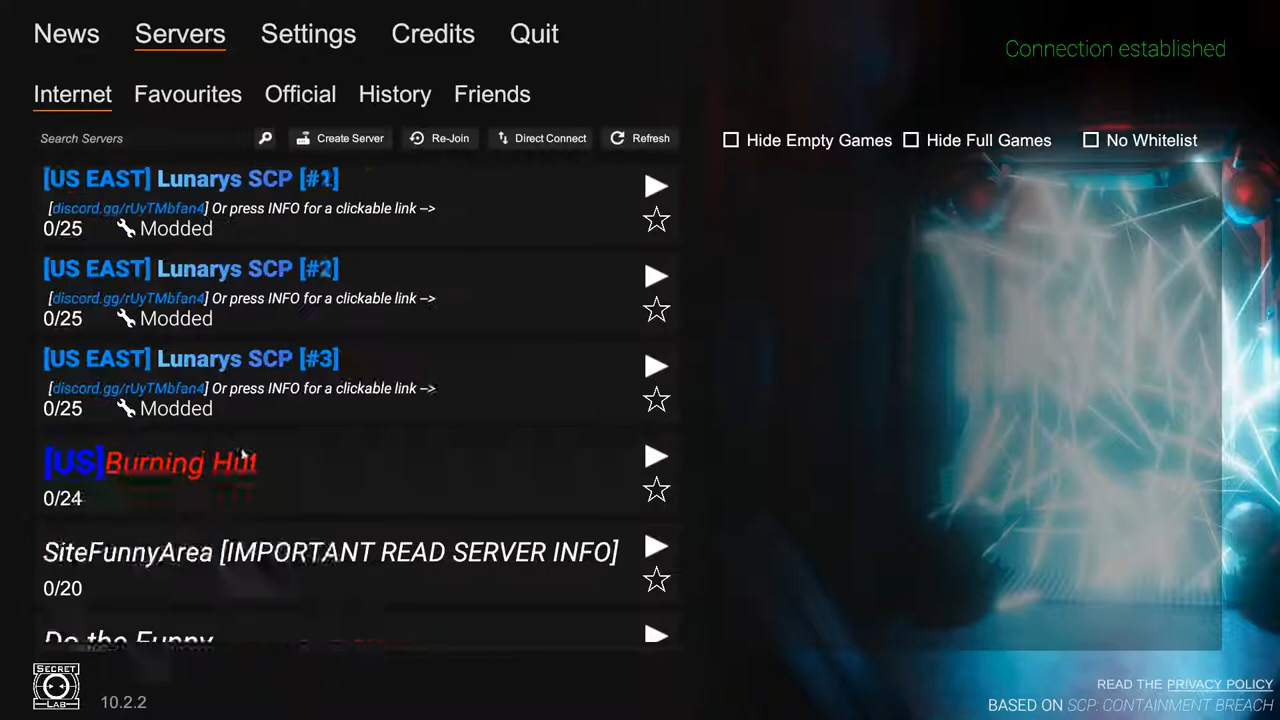 News Servers Settings Credits Quit
Connection established
Internet Favourites Official History Friends
Search Servers Create Server Re-Join Direct Connect Refresh
Hide Empty Games Hide Full Games No Whitelist
[US EAST] Lunarys SCP [#1]
[discord.gg/rUyTMbfan4] Or press INFO for a clickable link -->
0/25 Modded
[US EAST] Lunarys SCP [#2]
[discord.gg/rUyTMbfan4] Or press INFO for a clickable link -->
0/25 Modded
[US EAST] Lunarys SCP [#3]
[discord.gg/rUyTMbfan4] Or press INFO for a clickable link -->
0/25 Modded
[US]Burning Hut
0/24
SiteFunnyArea [IMPORTANT READ SERVER INFO]
0/20
Do the Funny
SECRET
LAB
10.2.2
READ THE PRIVACY POLICY
BASED ON SCP: CONTAINMENT BREACH